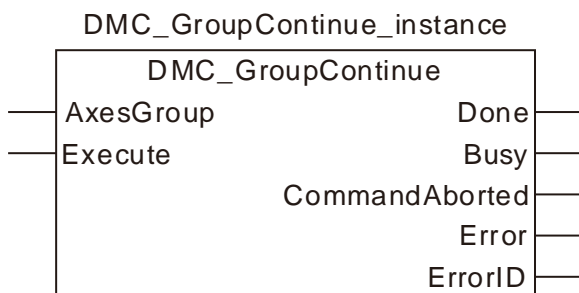 DMC_GroupContinue_instance
DMC_GroupContinue
AxesGroup Done
Execute Busy
CommandAborted
Error
ErrorID